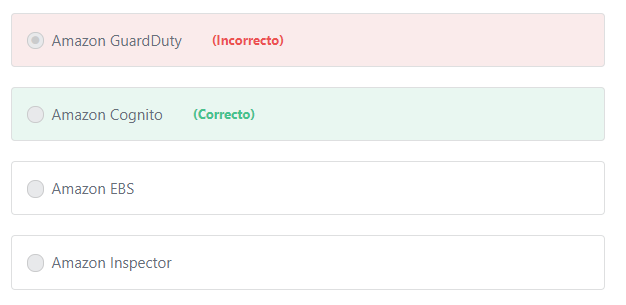 Amazon GuardDuty (Incorrecto)
Amazon Cognito (Correcto)
Amazon EBS
Amazon Inspector